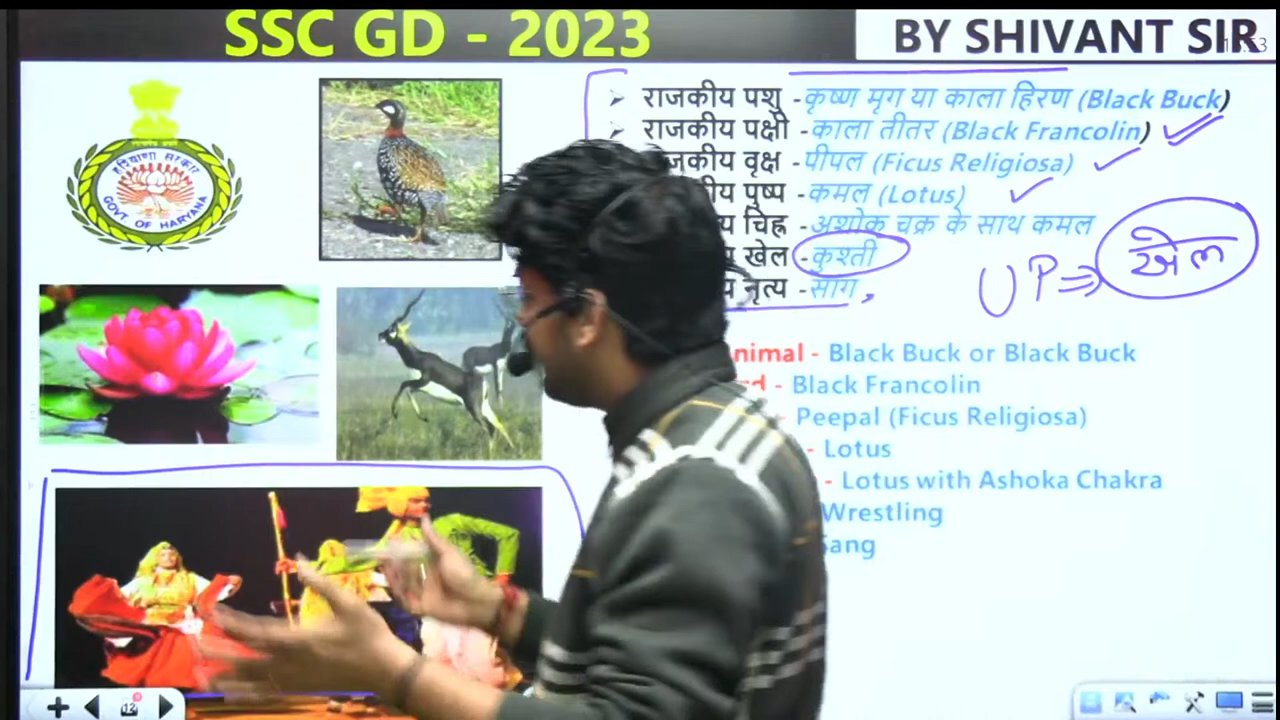 SSC GD - 2023
BY SHIVANT SIR
राजकीय पशु - कृष्ण मृग या काला हिरण (Black Buck)
राजकीय पक्षी - काला तीतर (Black Francolin)
वृक्ष - पीपल (Ficus Religiosa)
पुष्प - कमल (Lotus)
चिह्न - अशोक चक्र के साथ कमल
खेल - कुश्ती
नृत्य - सांग,
UP ⇒ खेल
हरियाणा सरकार
GOVT OF HARYANA
- Black Buck or Black Buck
- Black Francolin
Peepal (Ficus Religiosa)
- Lotus
- Lotus with Ashoka Chakra
Wrestling
Sang
12